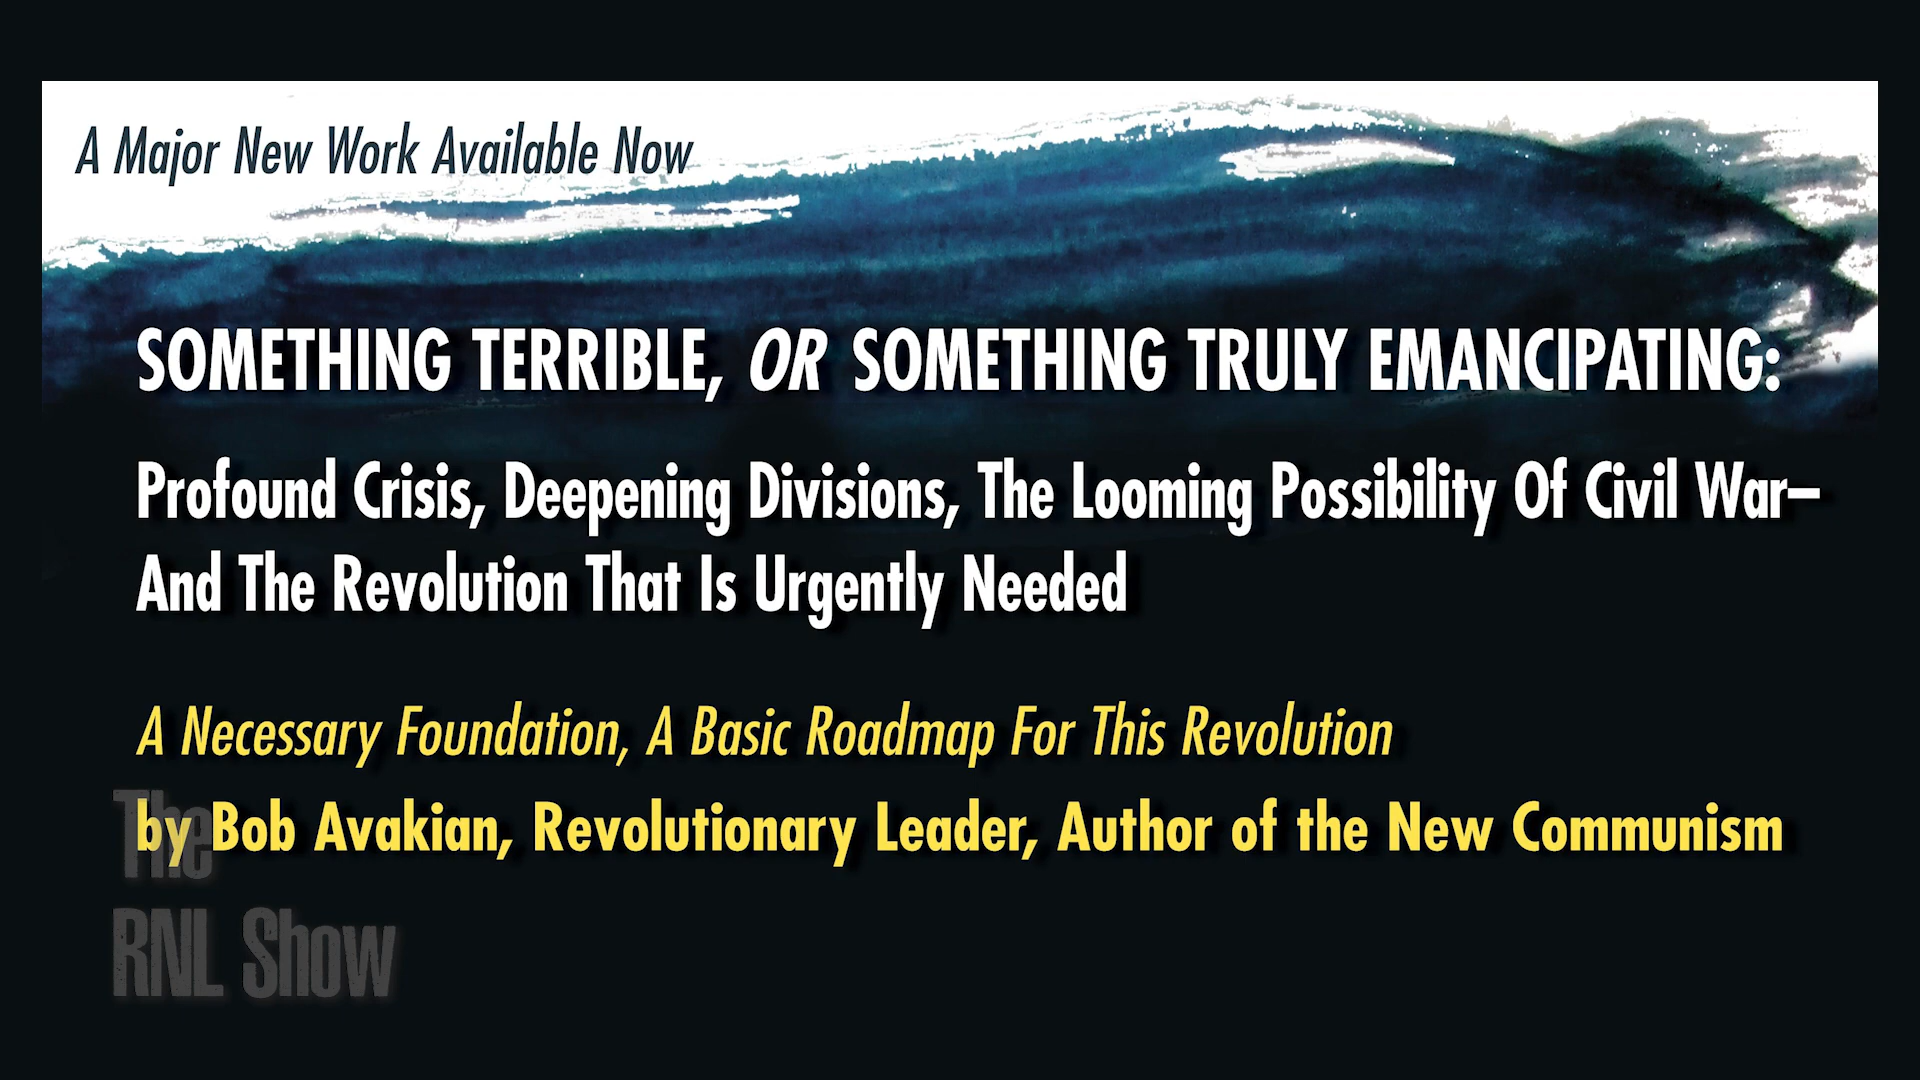 A Major New Work Available Now
SOMETHING TERRIBLE, OR SOMETHING TRULY EMANCIPATING:
Profound Crisis, Deepening Divisions, The Looming Possibility Of Civil War–
And The Revolution That Is Urgently Needed
A Necessary Foundation, A Basic Roadmap For This Revolution
by Bob Avakian, Revolutionary Leader, Author of the New Communism
The
RNL Show